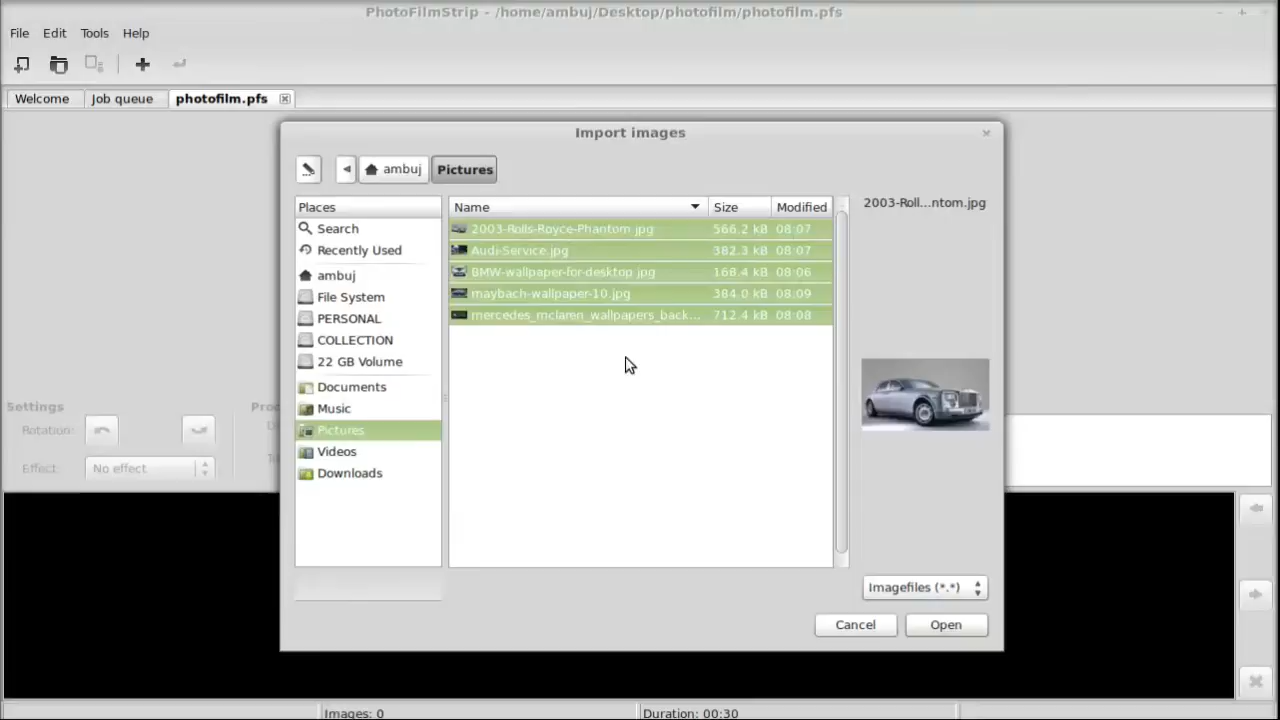 PhotoFilmStrip - /home/ambuj/Desktop/photofilm/photofilm.pfs
File Edit Tools Help
Welcome Job queue photofilm.pfs
Import images
ambuj Pictures
Places
Search
Recently Used
ambuj
File System
PERSONAL
COLLECTION
22 GB Volume
Documents
Music
Pictures
Videos
Downloads
Name Size Modified
2003-Rolls-Royce-Phantom.jpg 566.2 kB 08:07
Audi-Service.jpg 382.3 kB 08:07
BMW-wallpaper-for-desktop.jpg 168.4 kB 08:06
maybach-wallpaper-10.jpg 384.0 kB 08:09
mercedes_mclaren_wallpapers_back... 712.4 kB 08:08
2003-Roll...ntom.jpg
Imagefiles (*.*)
Cancel Open
Settings
Rotation:
Effect: No effect
Images: 0 Duration: 00:30